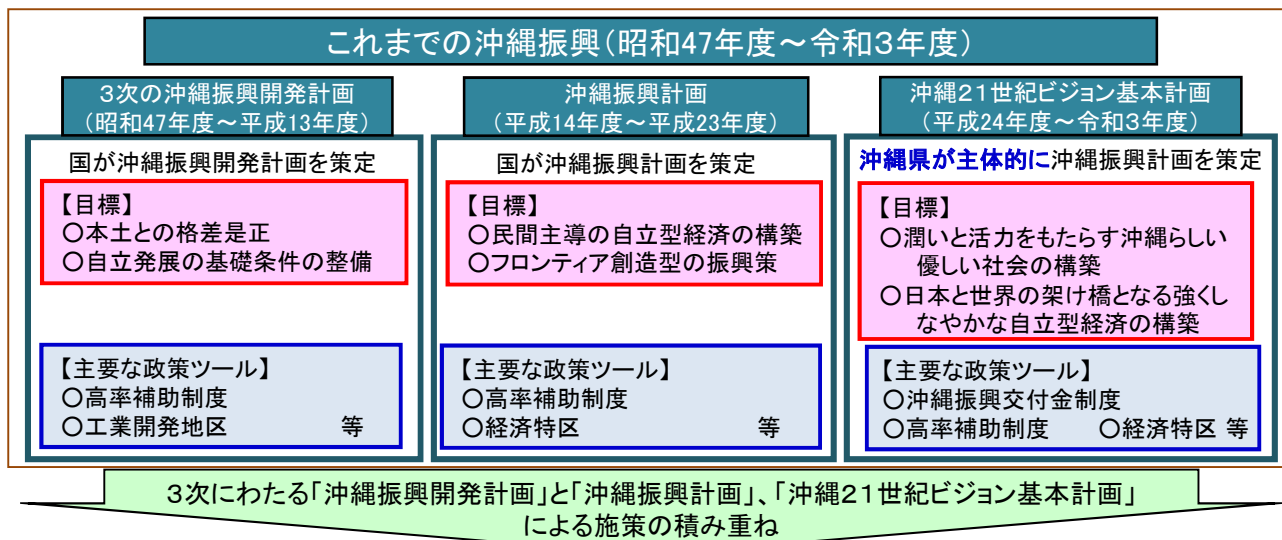 これまでの沖縄振興(昭和47年度～令和3年度)
3次の沖縄振興開発計画
(昭和47年度～平成13年度)
国が沖縄振興開発計画を策定
【目標】
○本土との格差是正
○自立発展の基礎条件の整備
【主要な政策ツール】
○高率補助制度
○工業開発地区 等
沖縄振興計画
(平成14年度～平成23年度)
国が沖縄振興計画を策定
【目標】
○民間主導の自立型経済の構築
○フロンティア創造型の振興策
【主要な政策ツール】
○高率補助制度
○経済特区 等
沖縄21世紀ビジョン基本計画
(平成24年度～令和3年度)
沖縄県が主体的に沖縄振興計画を策定
【目標】
○潤いと活力をもたらす沖縄らしい
優しい社会の構築
○日本と世界の架け橋となる強くし
なやかな自立型経済の構築
【主要な政策ツール】
○沖縄振興交付金制度
○高率補助制度 ○経済特区 等
3次にわたる「沖縄振興開発計画」と「沖縄振興計画」、「沖縄21世紀ビジョン基本計画」
による施策の積み重ね